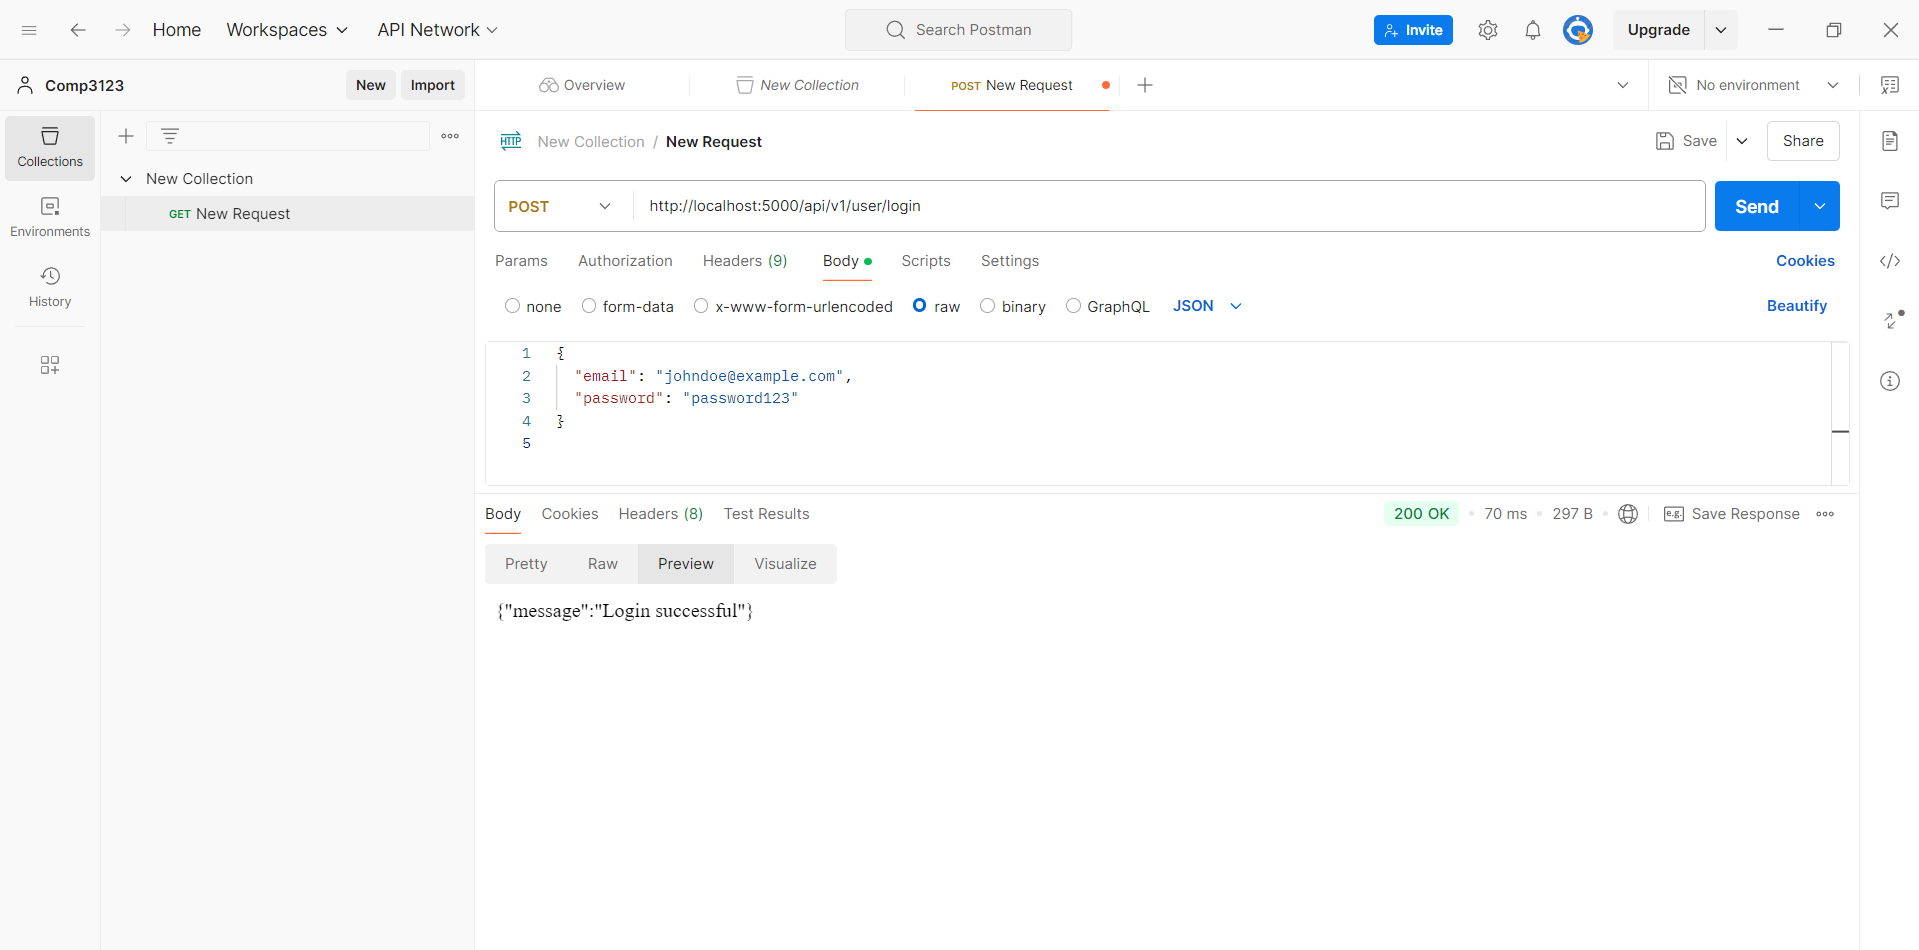 Home Workspaces API Network Search Postman Invite Upgrade
Comp3123 New Import Overview New Collection POST New Request No environment
Collections
Environments
History
New Collection
GET New Request
HTTP New Collection / New Request Save Share
POST http://localhost:5000/api/v1/user/login Send
Params Authorization Headers (9) Body Scripts Settings Cookies
none form-data x-www-form-urlencoded raw binary GraphQL JSON Beautify
1 {
2 "email": "johndoe@example.com",
3 "password": "password123"
4 }
5
Body Cookies Headers (8) Test Results 200 OK 70 ms 297 B e.g. Save Response
Pretty Raw Preview Visualize
{"message":"Login successful"}